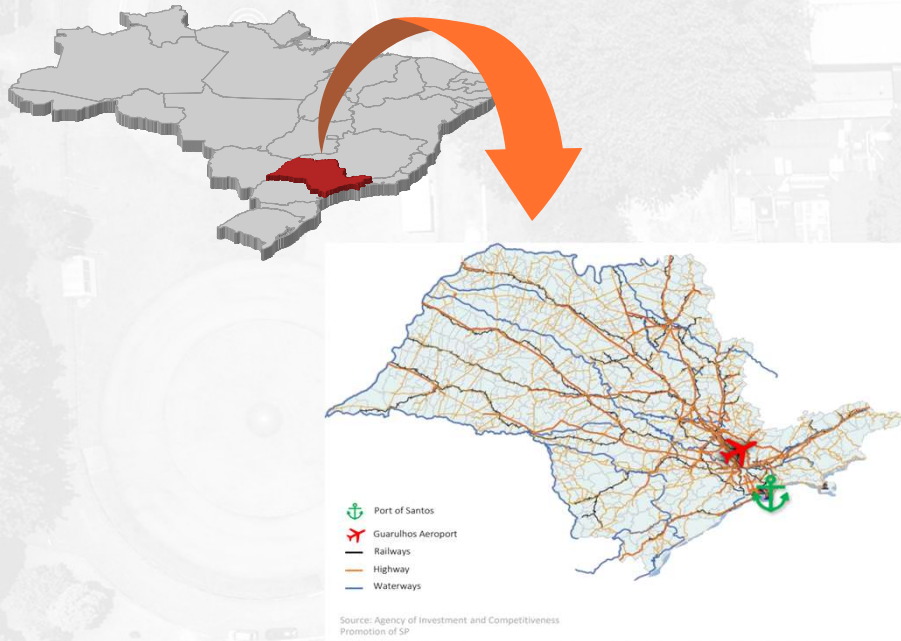 Port of Santos
Guarulhos Aeroport
Railways
Highway
Waterways
Source: Agency of Investment and Competitiveness
Promotion of SP